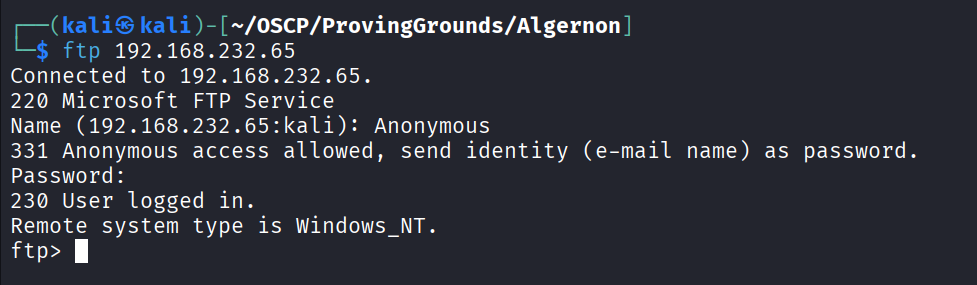 ┌──(kali㉿kali)-[~/OSCP/ProvingGrounds/Algernon]
└─$ ftp 192.168.232.65
Connected to 192.168.232.65.
220 Microsoft FTP Service
Name (192.168.232.65:kali): Anonymous
331 Anonymous access allowed, send identity (e-mail name) as password.
Password:
230 User logged in.
Remote system type is Windows_NT.
ftp>